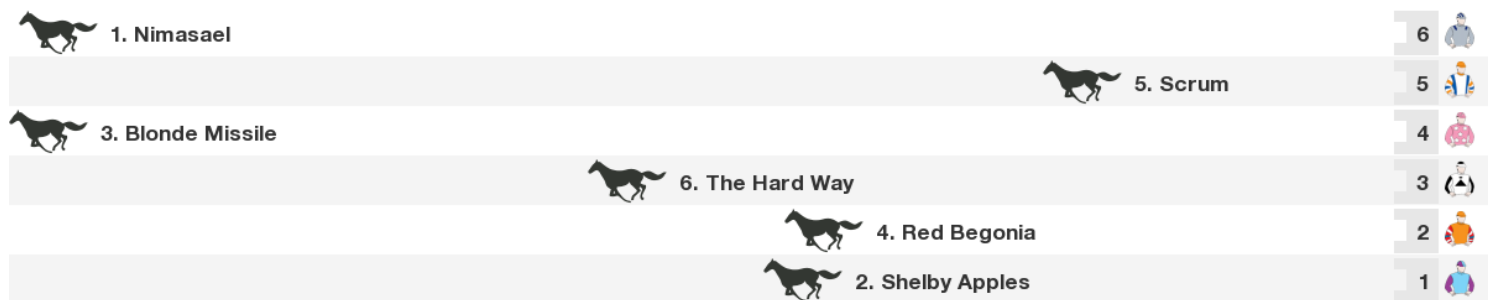 1. Nimasael 6
5. Scrum 5
3. Blonde Missile 4
6. The Hard Way 3
4. Red Begonia 2
2. Shelby Apples 1